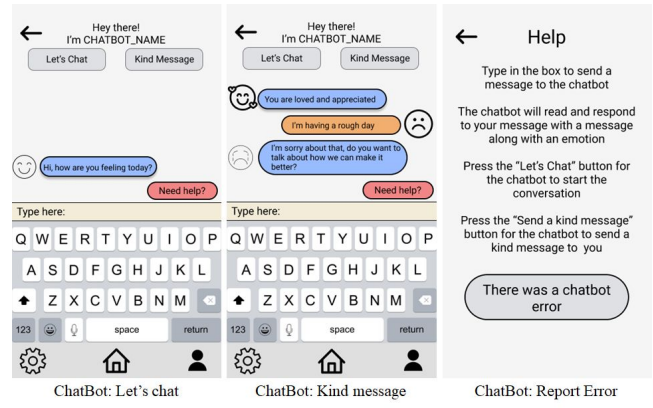 Hey there!
I'm CHATBOT_NAME
Let's Chat
Kind Message
Hi, how are you feeling today?
Need help?
Type here:
Q W E R T Y U I O P
A S D F G H J K L
Z X C V B N M
123
space
return
ChatBot: Let's chat
Hey there!
I'm CHATBOT_NAME
Let's Chat
Kind Message
You are loved and appreciated
I'm having a rough day
I'm sorry about that, do you want to
talk about how we can make it
better?
Need help?
Type here:
Q W E R T Y U I O P
A S D F G H J K L
Z X C V B N M
123
space
return
ChatBot: Kind message
Help
Type in the box to send a
message to the chatbot
The chatbot will read and respond
to your message with a message
along with an emotion
Press the "Let's Chat" button for
the chatbot to start the
conversation
Press the "Send a kind message"
button for the chatbot to send a
kind message to you
There was a chatbot
error
ChatBot: Report Error